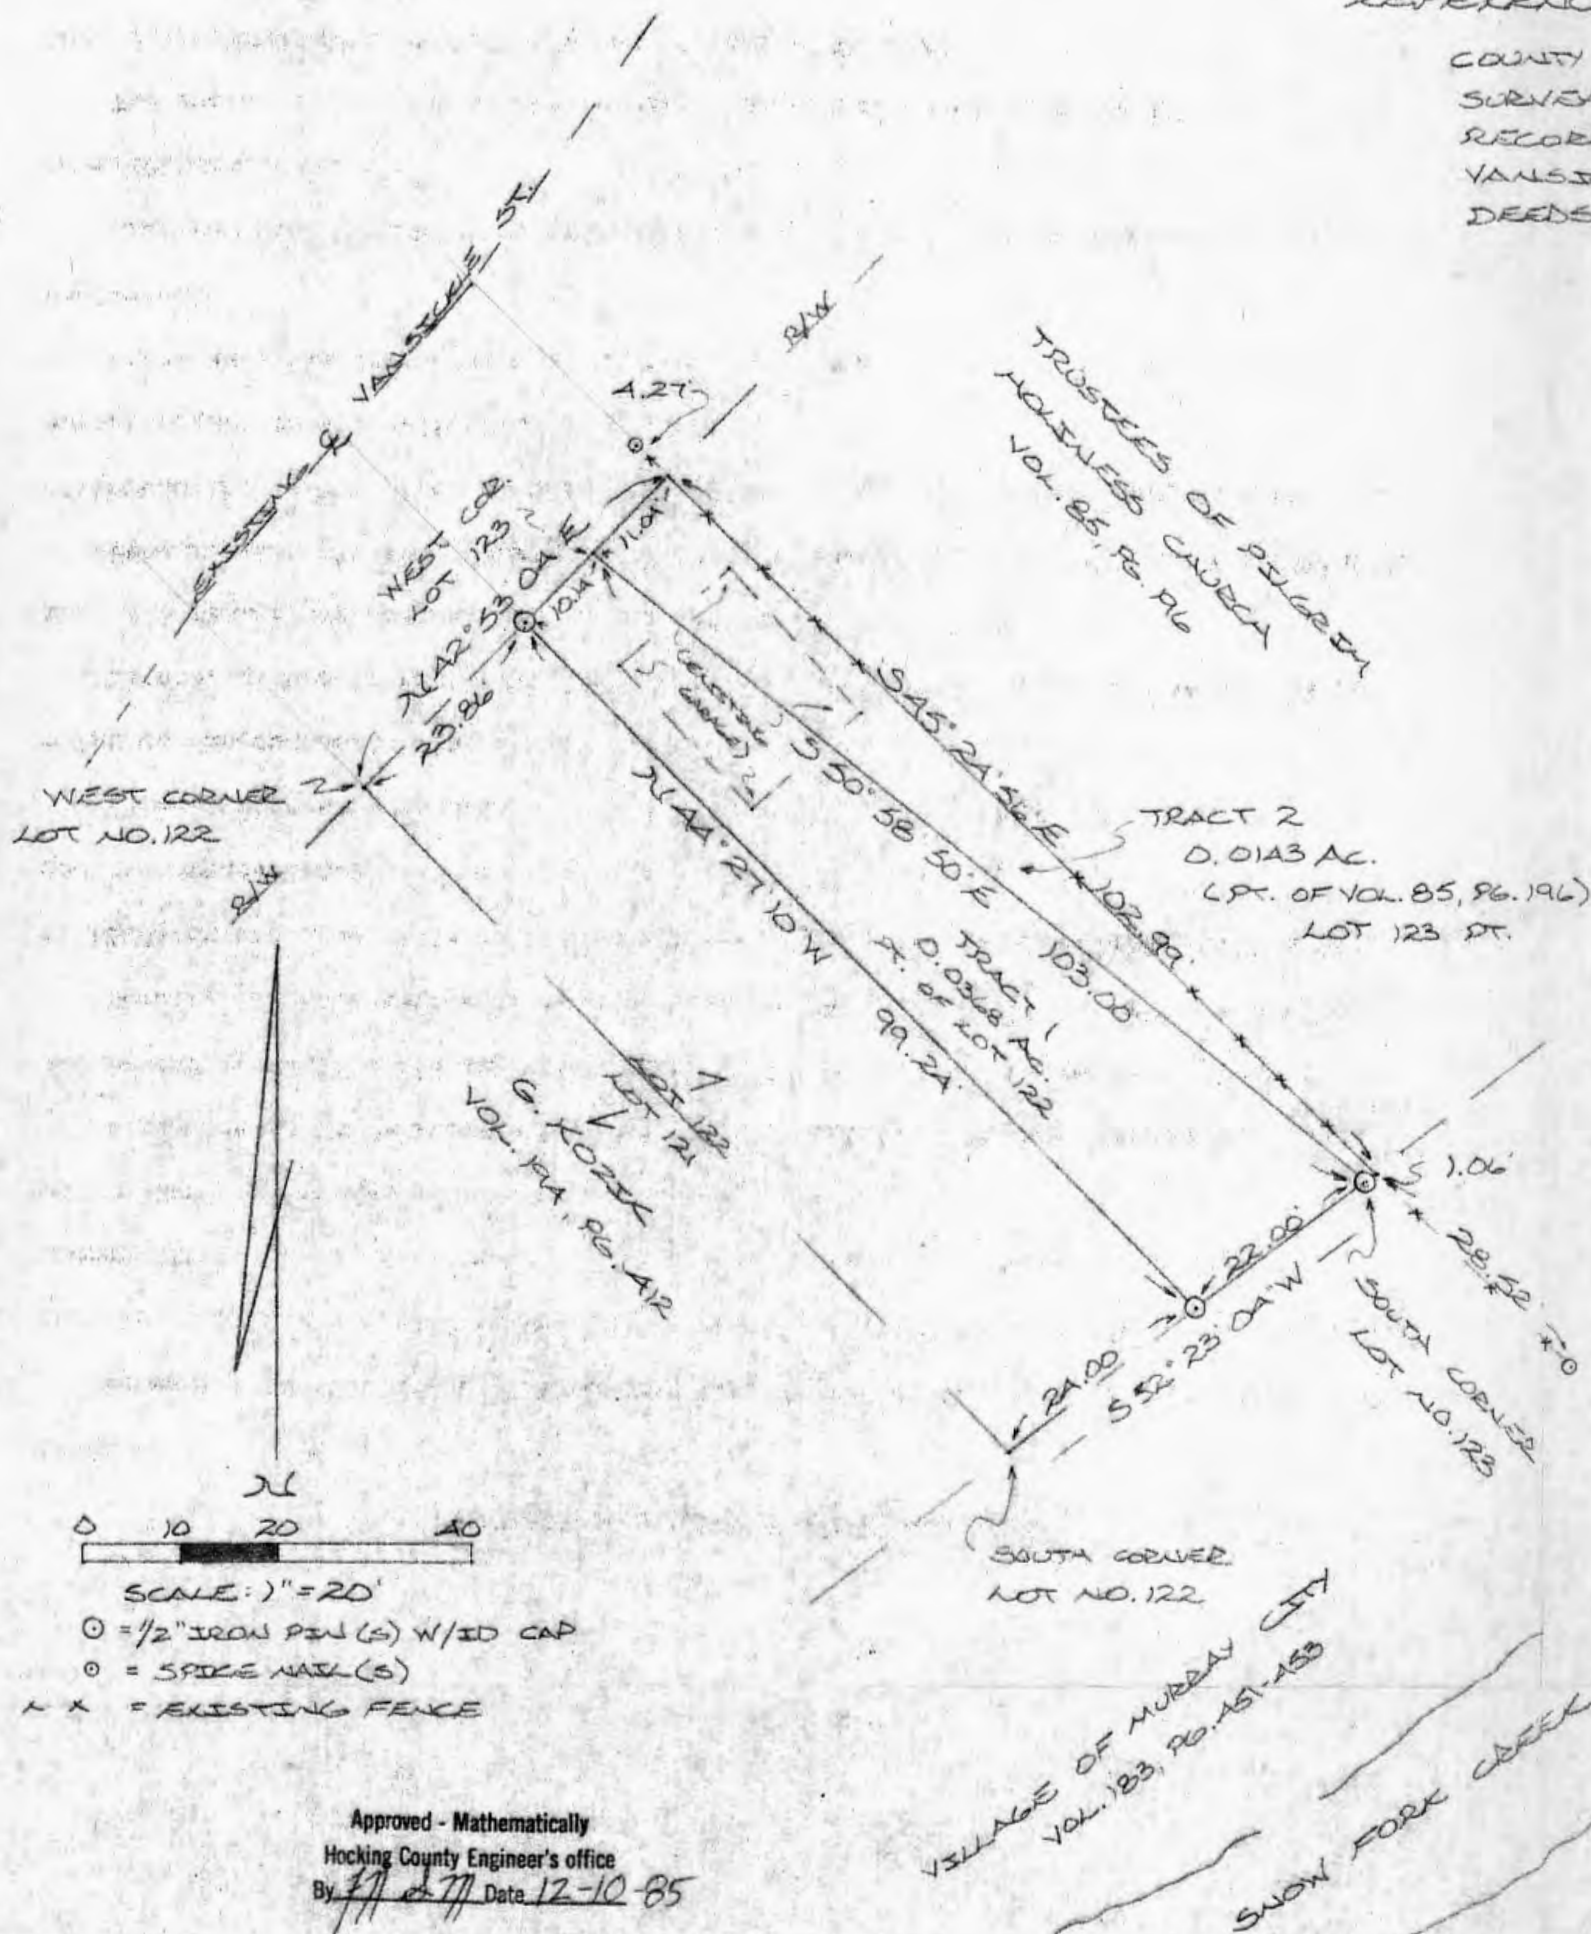 COUNTY
SURVEY
RECOR
VANSI
DEEDS
EXISTING ℄ VANSICKLE ST.
R/W
4.27'
TRUSTEES OF PILGRIM
HOLINESS CHURCH
VOL. 85, PG. 196
WEST COR.
LOT 123
N 42° 53' 04" E
11.01'
10.14'
23.86'
WEST CORNER
LOT NO. 122
R/W
(EXISTING
GARAGE)
S 45° 24' 56" E
102.99'
S 50° 58' 50" E
103.00'
N 44° 27' 10" W
99.24'
TRACT 2
0.0143 AC.
(PT. OF VOL. 85, PG. 196)
LOT 123 PT.
TRACT 1
0.0368 AC.
PT. OF LOT 122
LOT 122
LOT 121
G. KOZIK
VOL. 194, PG. 412
1.06'
28.52'
22.00'
24.00
S 52° 23' 04" W
SOUTH CORNER
LOT NO. 123
SOUTH CORNER
LOT NO. 122
N
0 10 20 40
SCALE: 1" = 20'
⊙ = 1/2" IRON PIN(S) W/ID CAP
⊙ = SPIKE NAIL(S)
x x = EXISTING FENCE
VILLAGE OF MURRAY CITY
VOL. 183, PG. 451-453
SNOW FORK CREEK
Approved - Mathematically
Hocking County Engineer's office
By Date 12-10-85